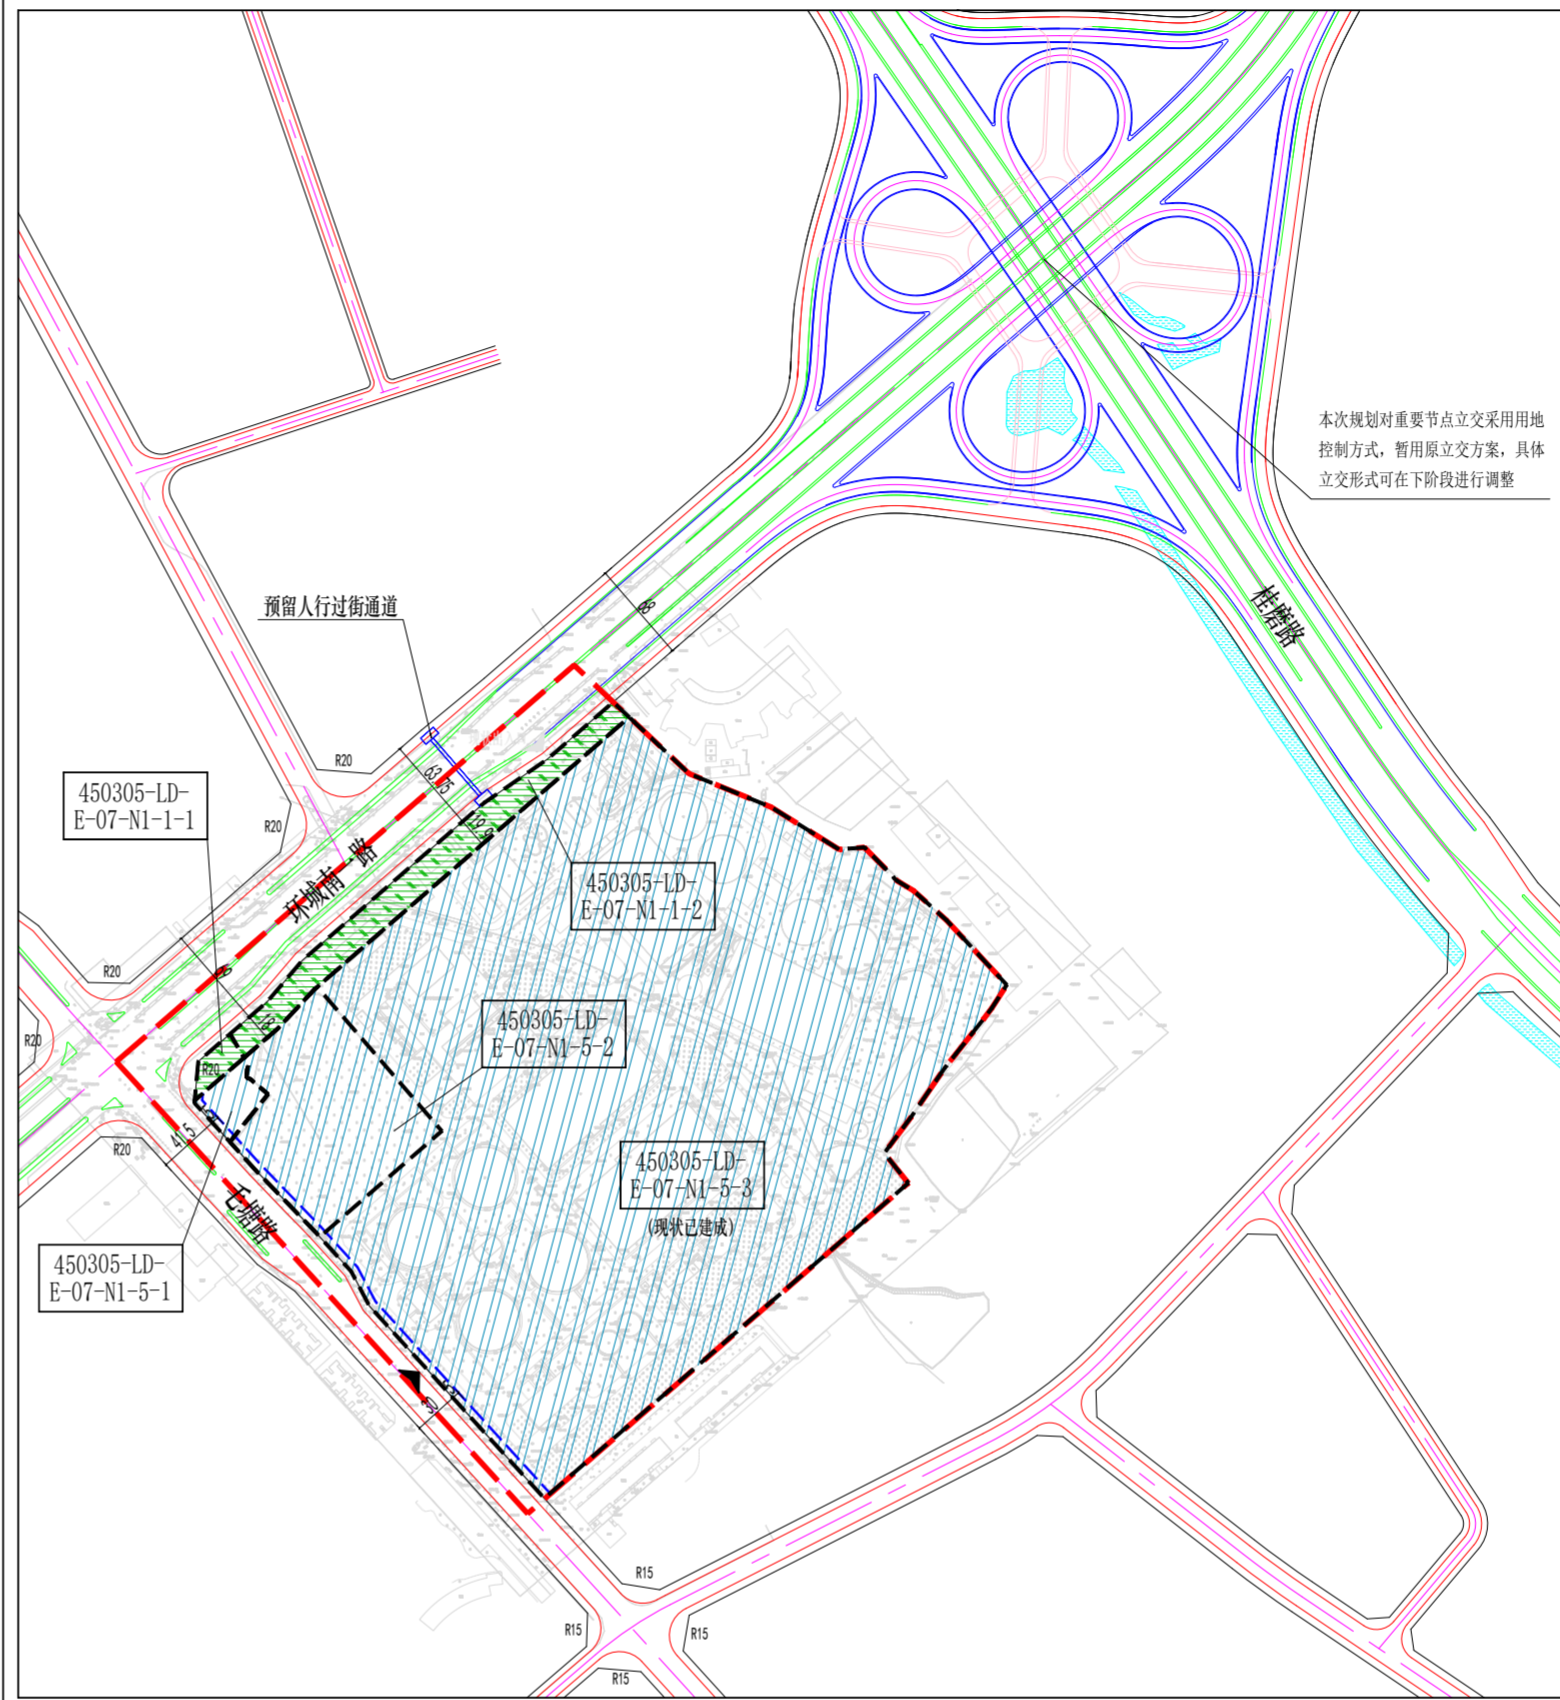 本次规划对重要节点立交采用用地
控制方式，暂用原立交方案，具体
立交形式可在下阶段进行调整
桂磨路
预留人行过街通道
68
R20
63.75
450305-LD-
E-07-N1-1-1
R20
19.9
环城南一路
450305-LD-
E-07-N1-1-2
R20
R20
450305-LD-
E-07-N1-5-2
R20
R20
41.5
450305-LD-
E-07-N1-5-3
(现状已建成)
毛塘路
450305-LD-
E-07-N1-5-1
R15
R15
R15
R15